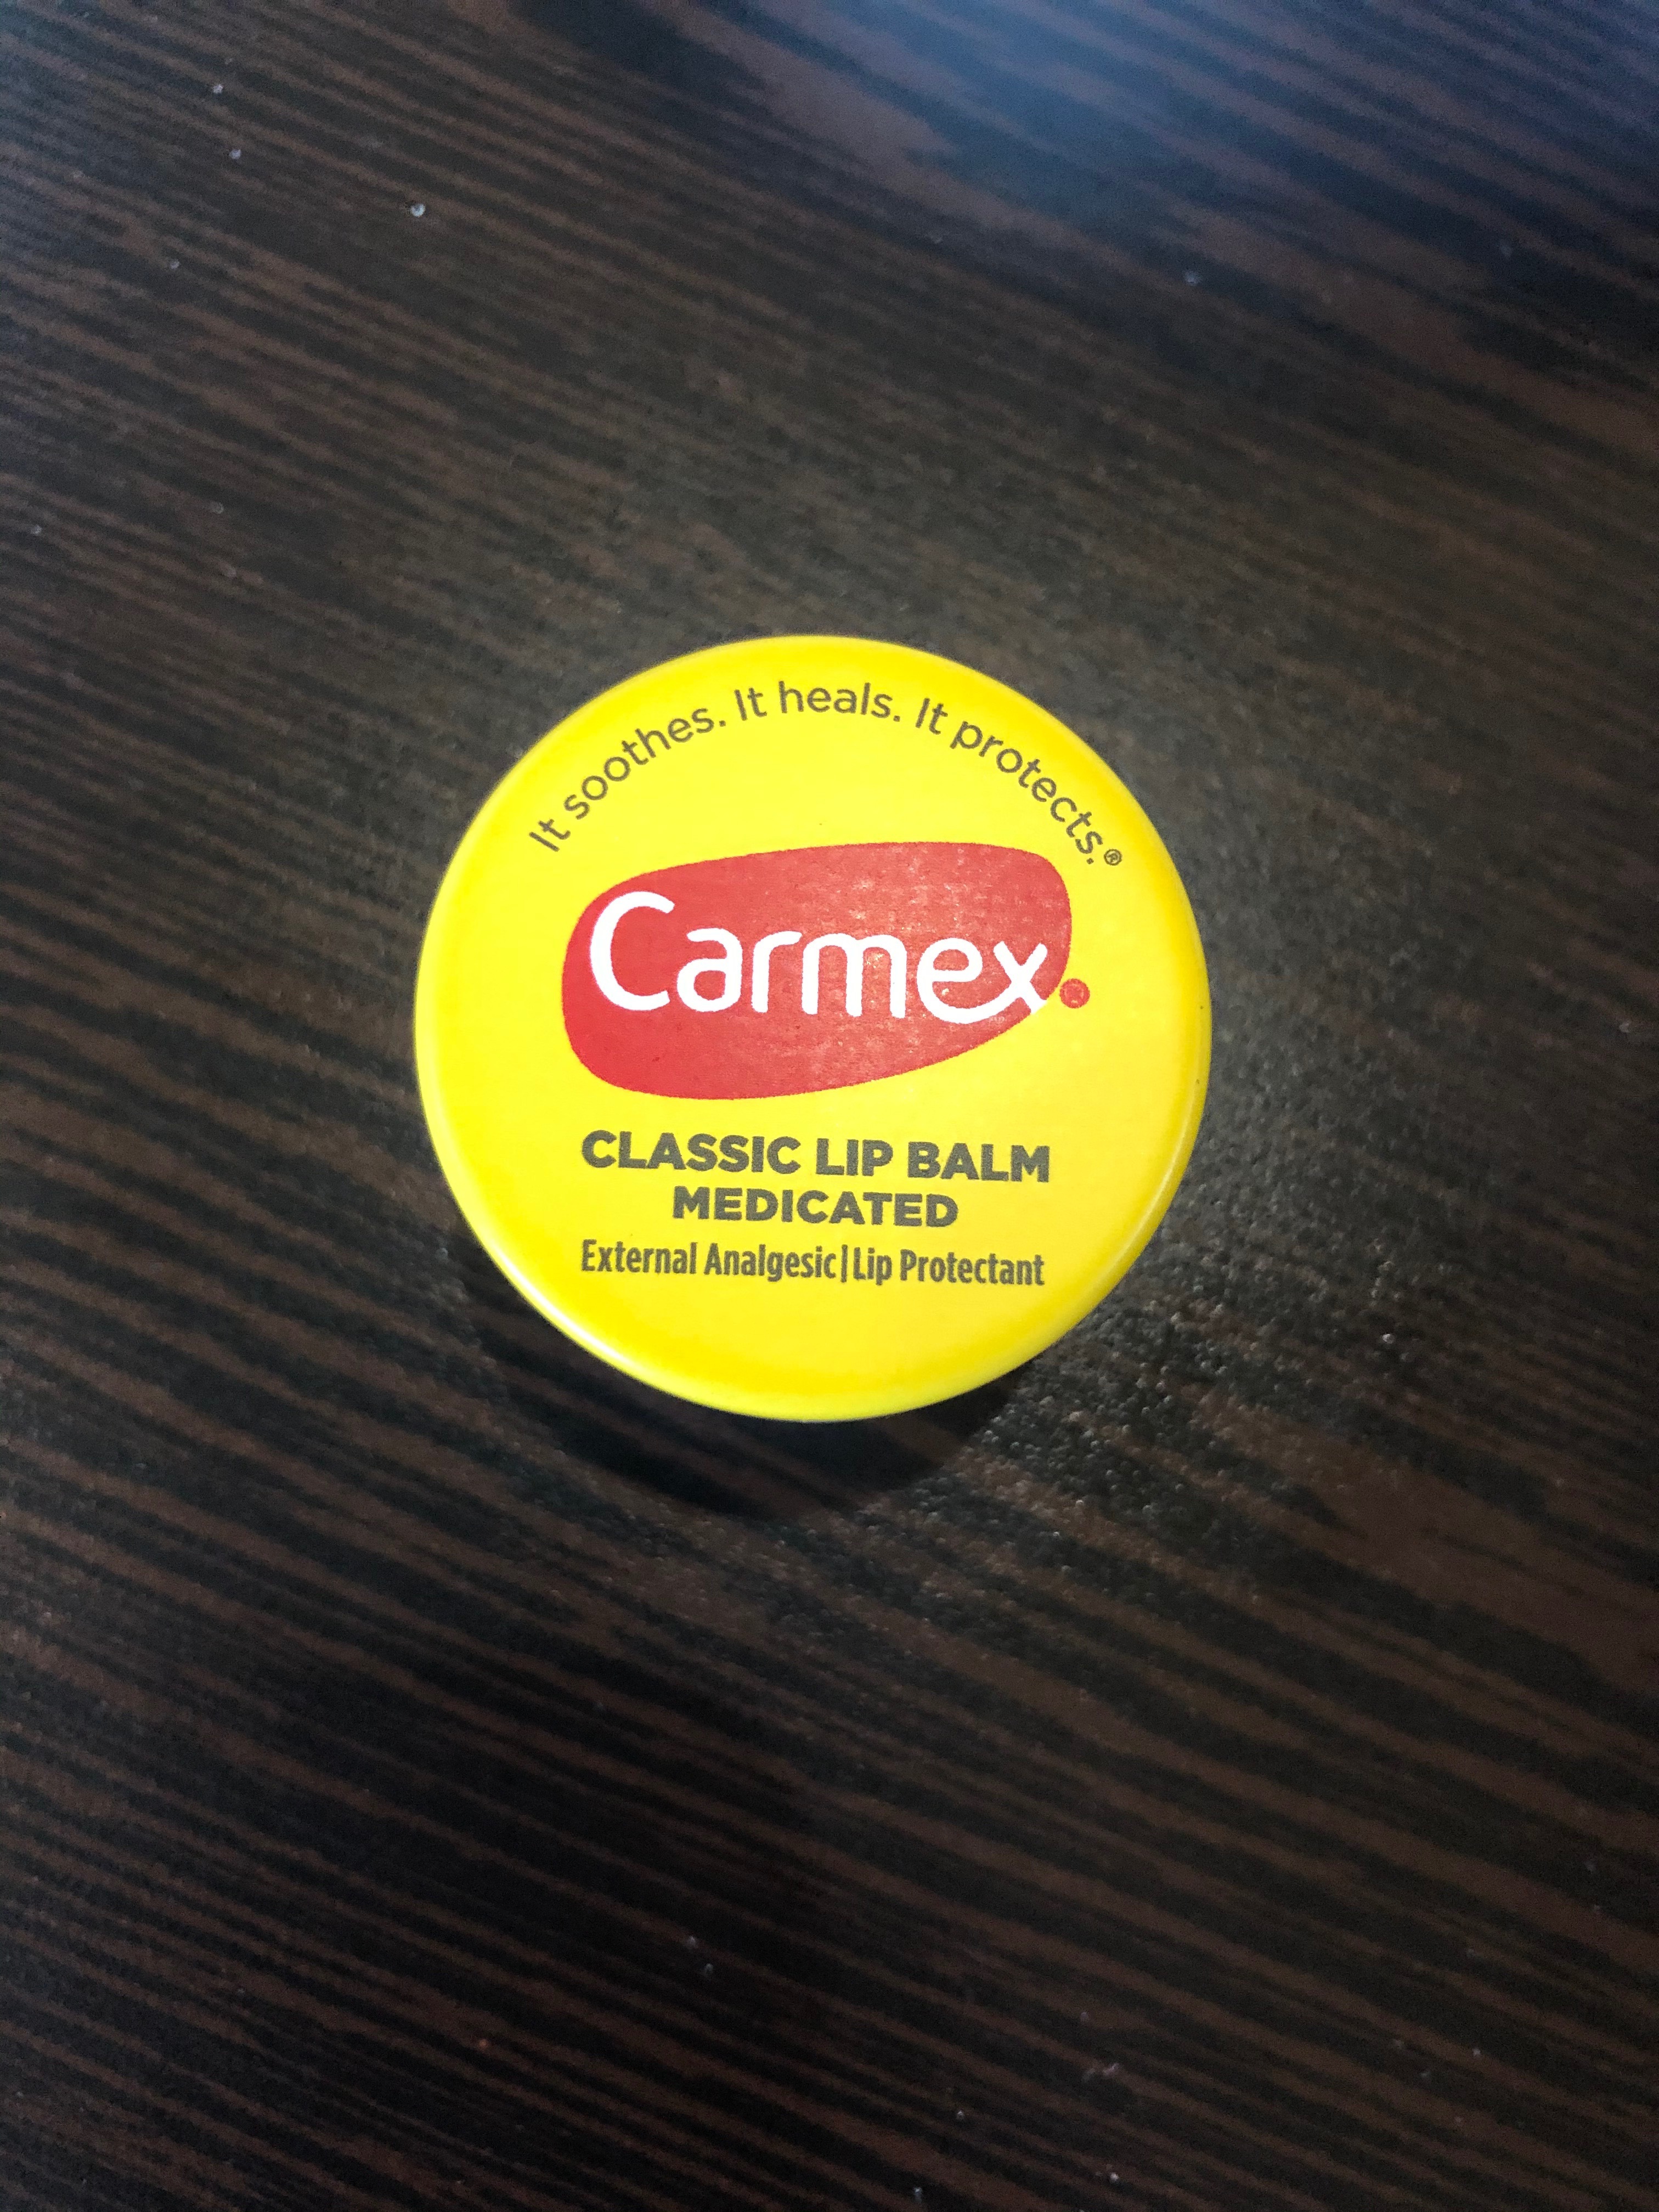 It soothes. It heals. It protects.®
Carmex®
CLASSIC LIP BALM
MEDICATED
External Analgesic|Lip Protectant